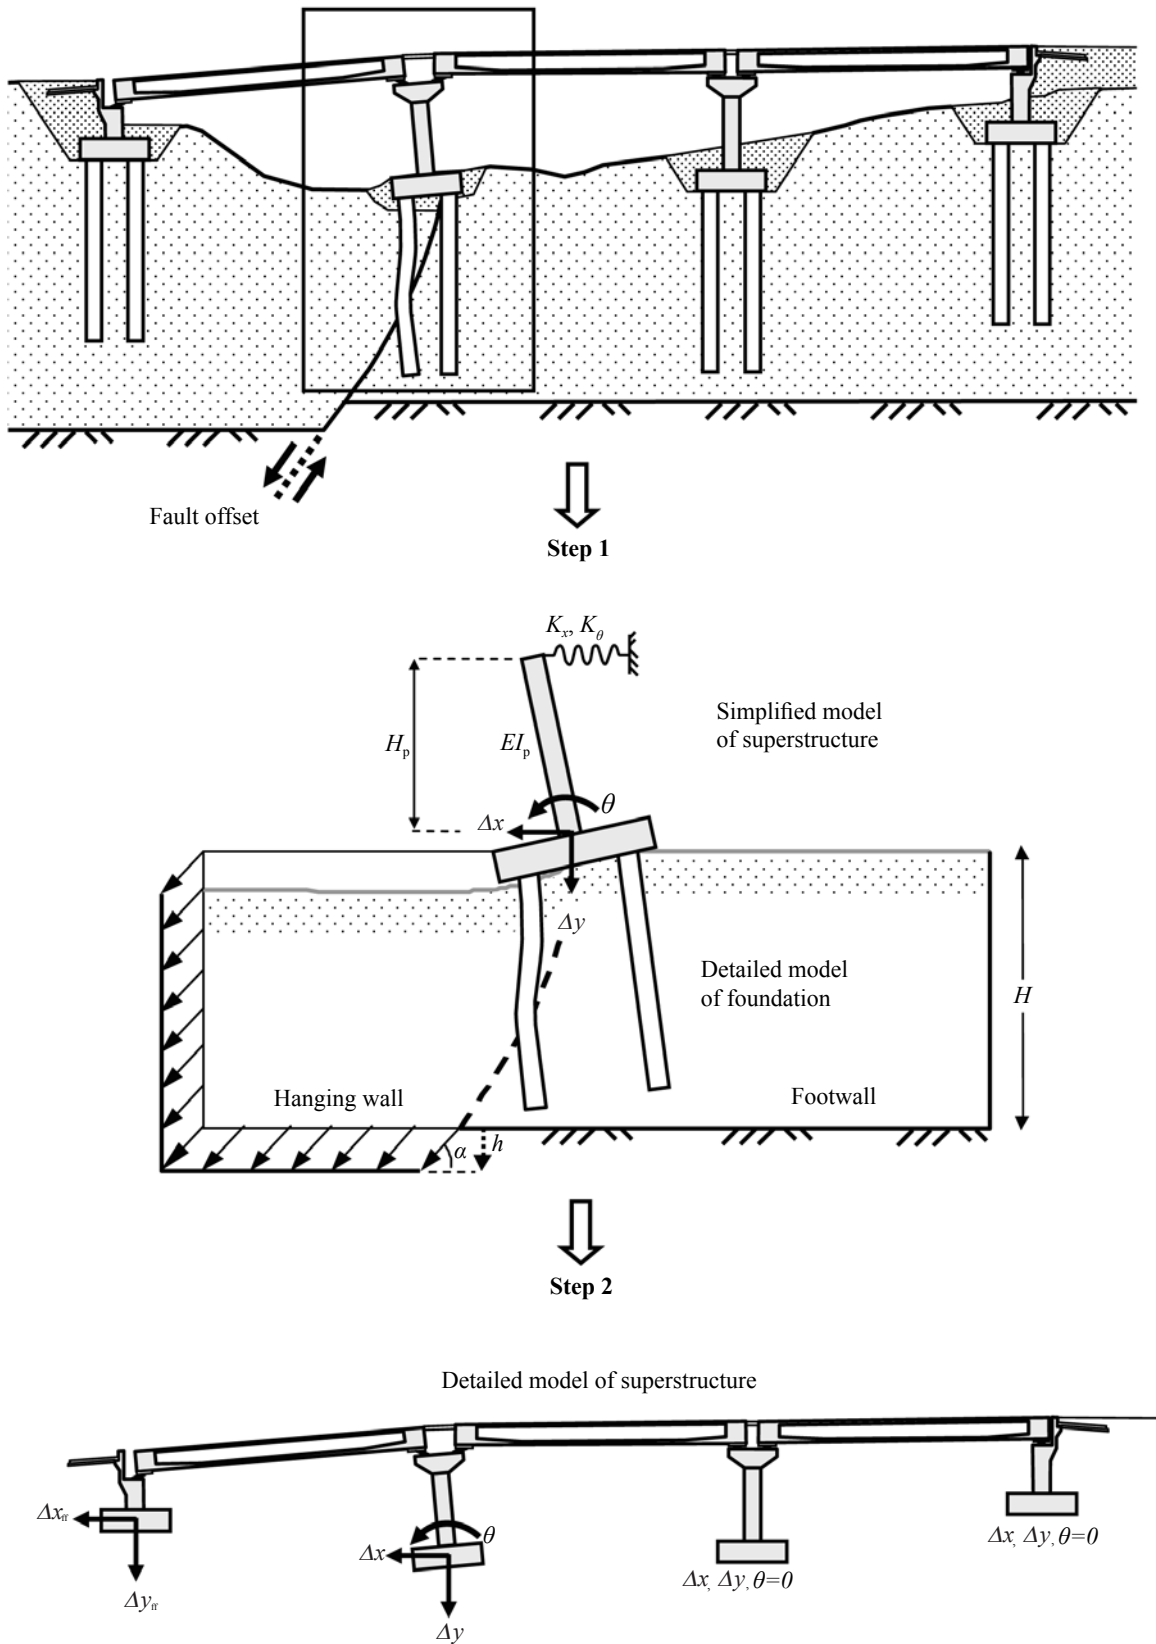 Fault offset
Step 1
Kx, Kθ
Simplified model
of superstructure
Hp
EIp
θ
Δx
Δy
Detailed model
of foundation
H
Hanging wall
Footwall
α
h
Step 2
Detailed model of superstructure
Δxff
Δyff
θ
Δx
Δy
Δx, Δy, θ=0
Δx, Δy, θ=0